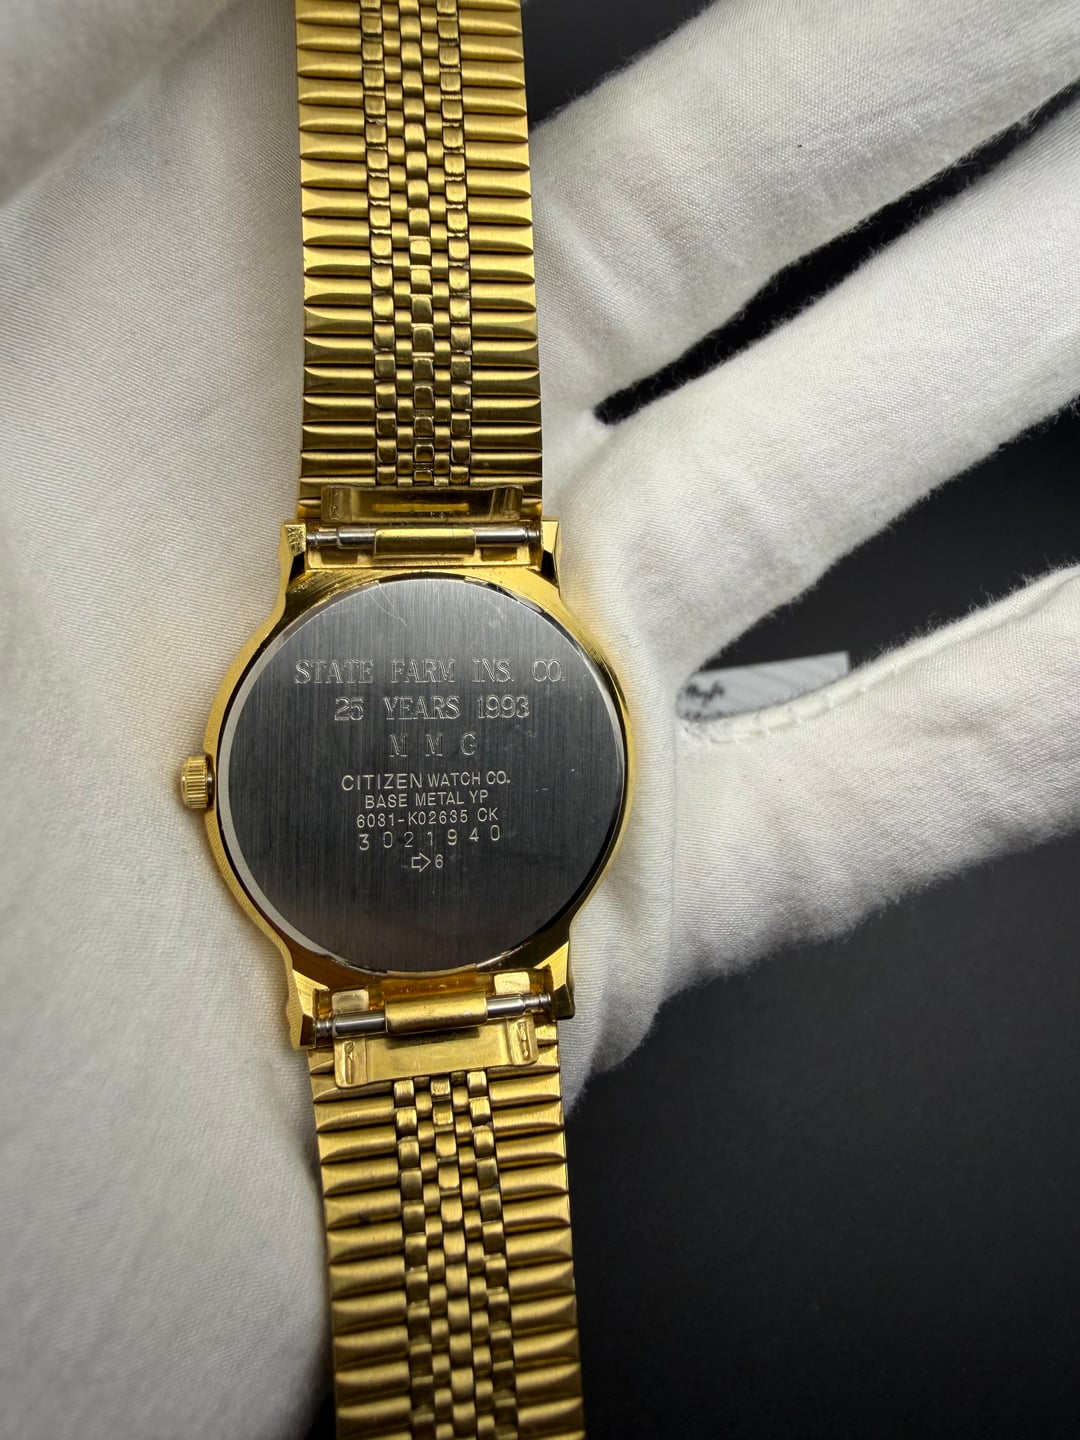 STATE FARM INS. CO.
25 YEARS 1993
M M G
CITIZEN WATCH CO.
BASE METAL YP
6031-K02635 CK
3021940
⇨6